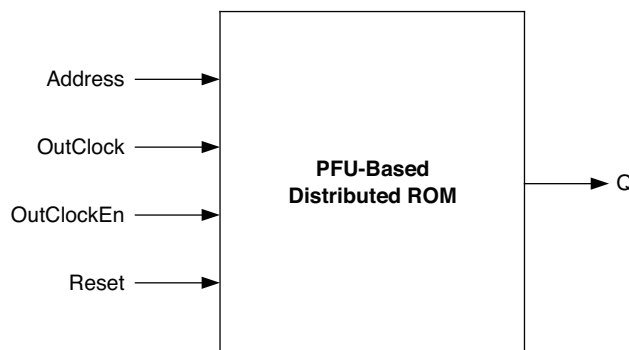 Address
OutClock
OutClockEn
Reset
PFU-Based
Distributed ROM
Q